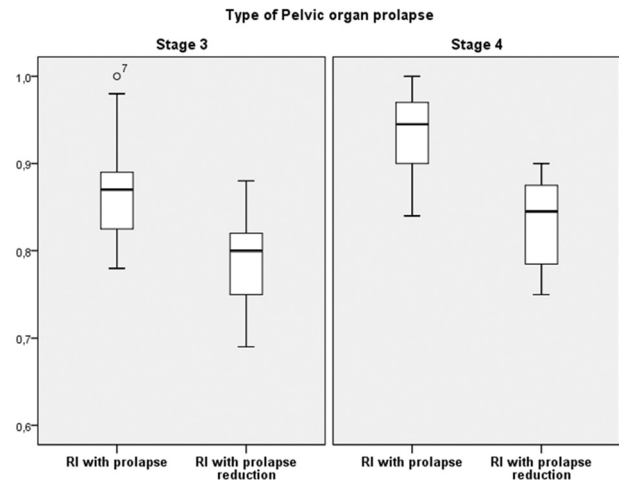 Type of Pelvic organ prolapse
Stage 3
Stage 4
1,0
0,9
0,8
0,7
0,6
7
RI with prolapse
RI with prolapse
reduction
RI with prolapse
RI with prolapse
reduction